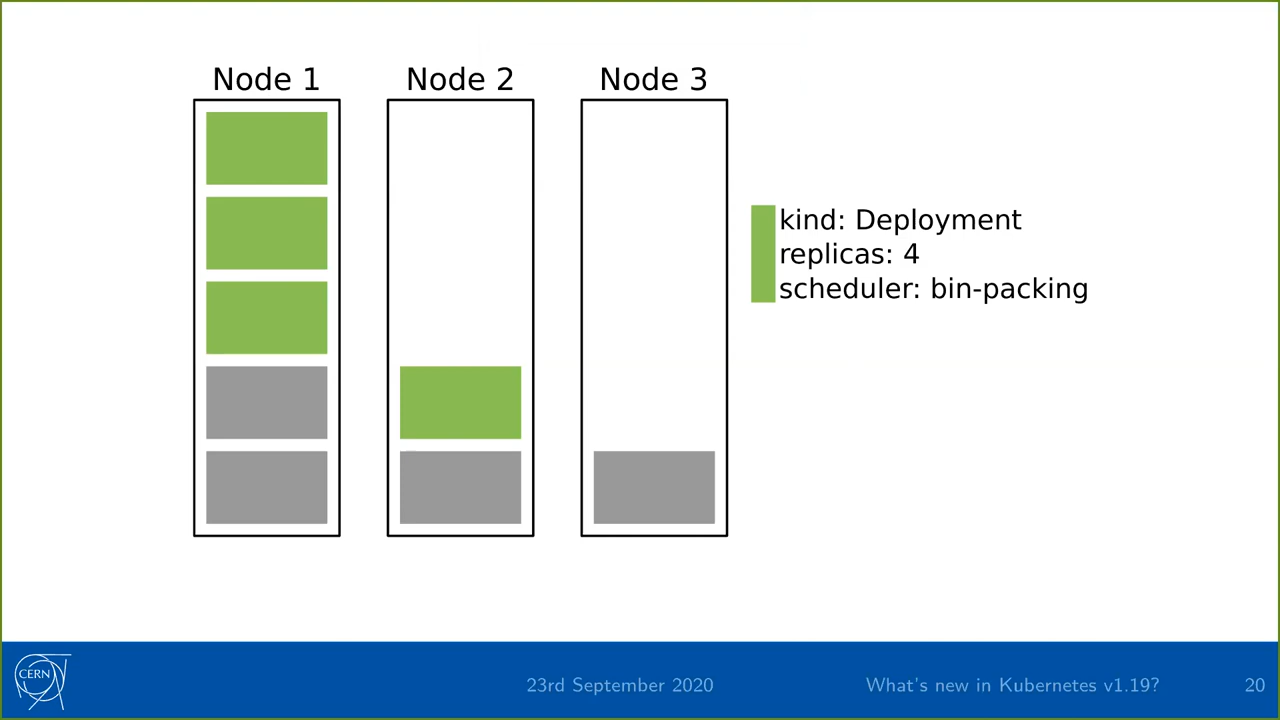 Node 1
Node 2
Node 3
kind: Deployment
replicas: 4
scheduler: bin-packing
CERN
23rd September 2020
What's new in Kubernetes v1.19?
20